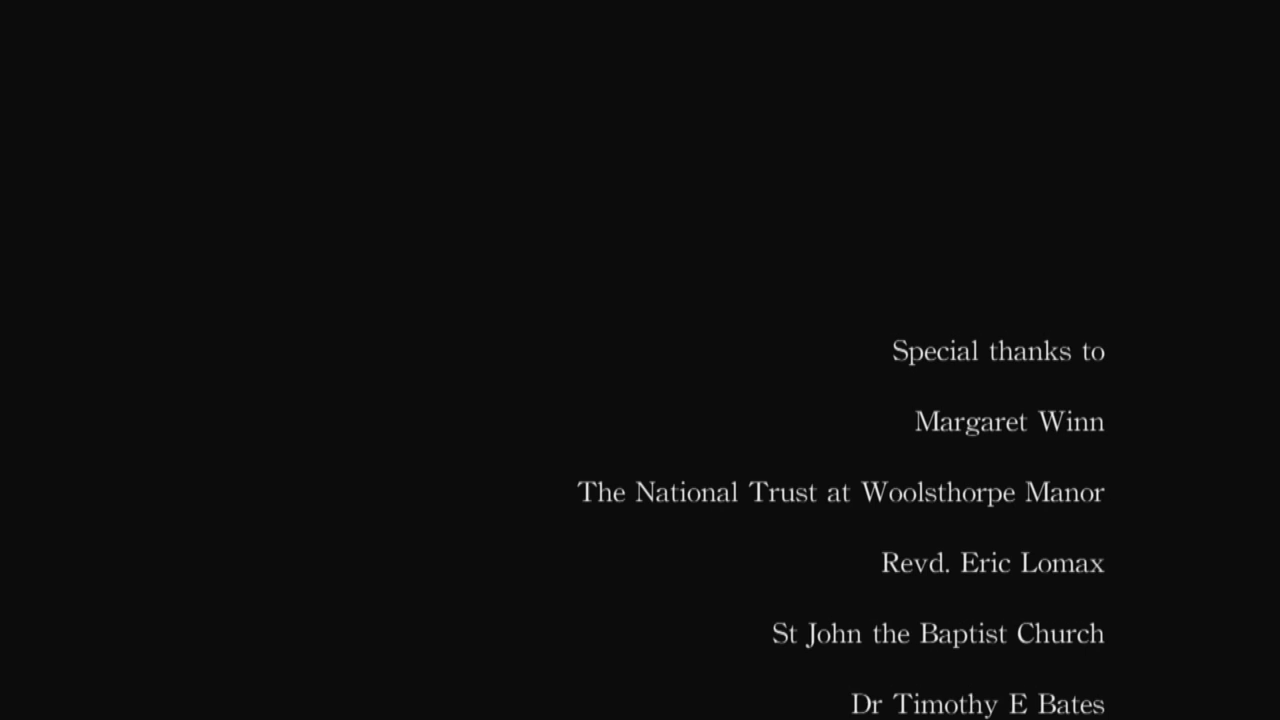 Special thanks to
Margaret Winn
The National Trust at Woolsthorpe Manor
Revd. Eric Lomax
St John the Baptist Church
Dr Timothy E Bates